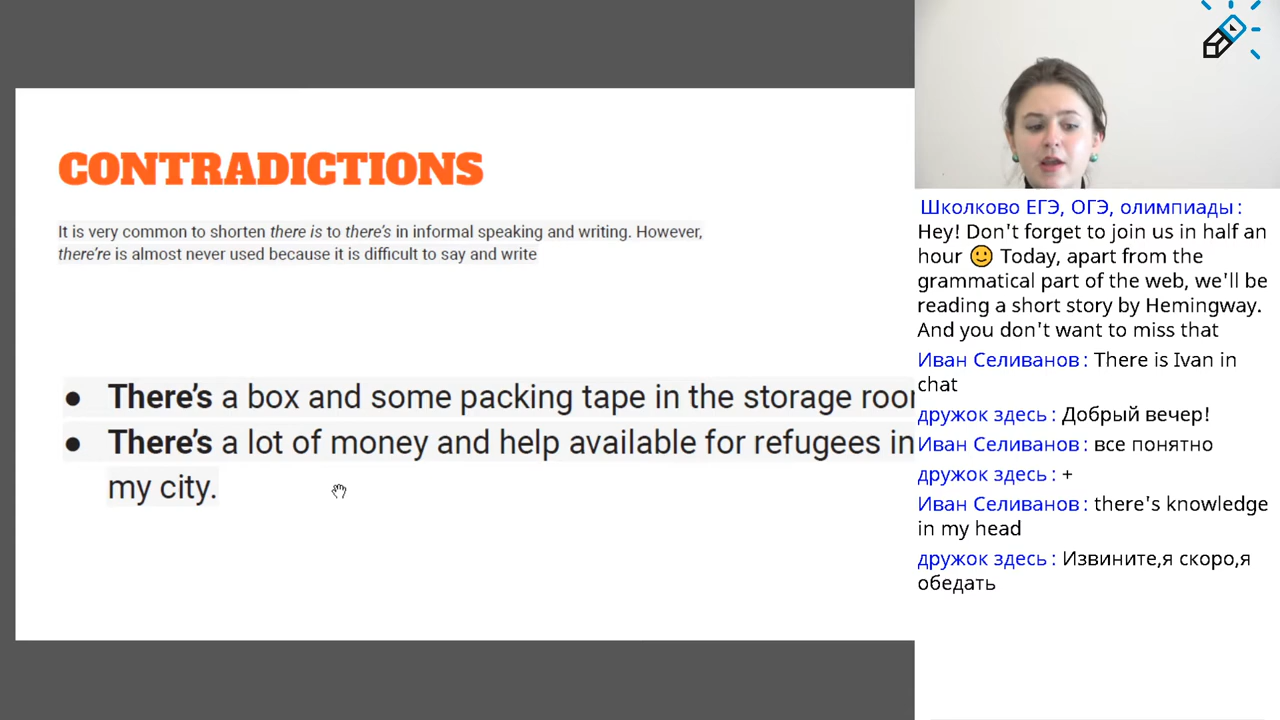 CONTRADICTIONS
It is very common to shorten there is to there's in informal speaking and writing. However,
there're is almost never used because it is difficult to say and write
● There's a box and some packing tape in the storage
● There's a lot of money and help available for refugees in
my city.
Школково ЕГЭ, ОГЭ, олимпиады:
Hey! Don't forget to join us in half an
hour 🙂 Today, apart from the
grammatical part of the web, we'll be
reading a short story by Hemingway.
And you don't want to miss that
Иван Селиванов: There is Ivan in
chat
дружок здесь: Добрый вечер!
Иван Селиванов: все понятно
дружок здесь: +
Иван Селиванов: there's knowledge
in my head
дружок здесь: Извините,я скоро,я
обедать